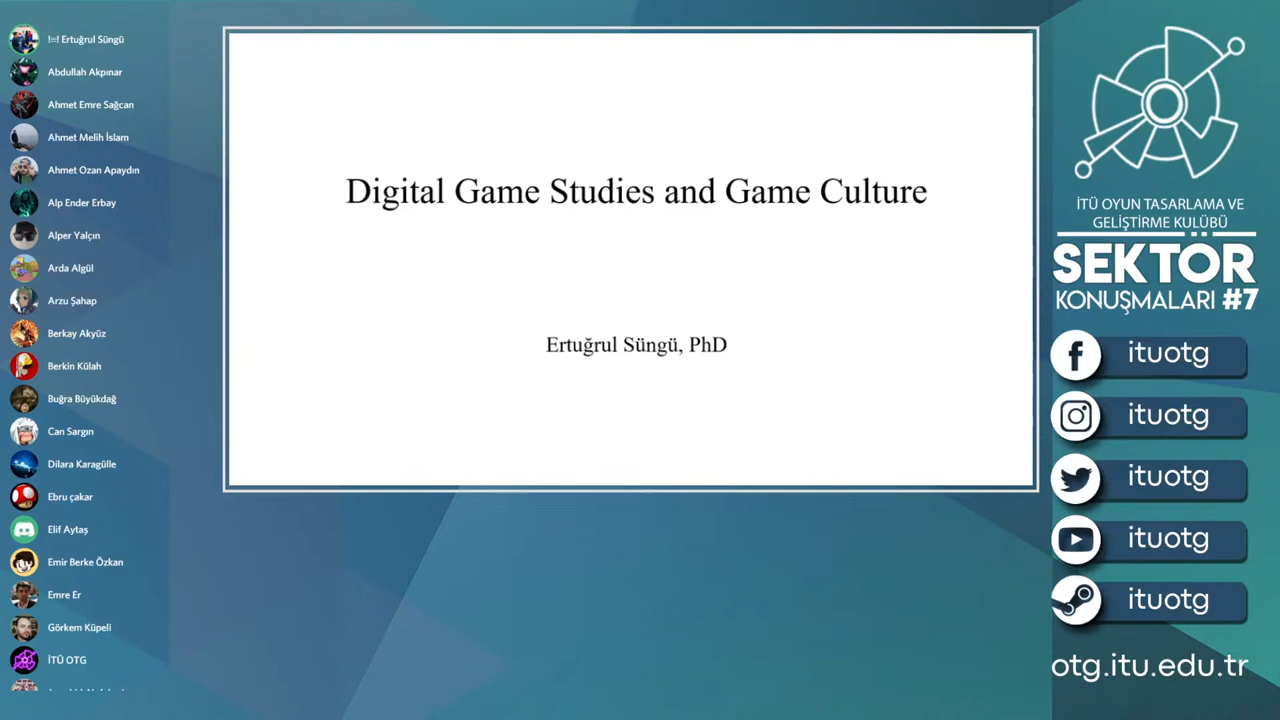 !=! Ertuğrul Süngü
Abdullah Akpınar
Ahmet Emre Sağcan
Ahmet Melih İslam
Ahmet Ozan Apaydın
Alp Ender Erbay
Alper Yalçın
Arda Algül
Arzu Şahap
Berkay Akyüz
Berkin Külah
Buğra Büyükdağ
Can Sargın
Dilara Karagülle
Ebru çakar
Elif Aytaş
Emir Berke Özkan
Emre Er
Görkem Küpeli
İTÜ OTG
Digital Game Studies and Game Culture
Ertuğrul Süngü, PhD
İTÜ OYUN TASARLAMA VE
GELİŞTİRME KULÜBÜ
SEKTÖR
KONUŞMALARI #7
ituotg
ituotg
ituotg
ituotg
ituotg
otg.itu.edu.tr